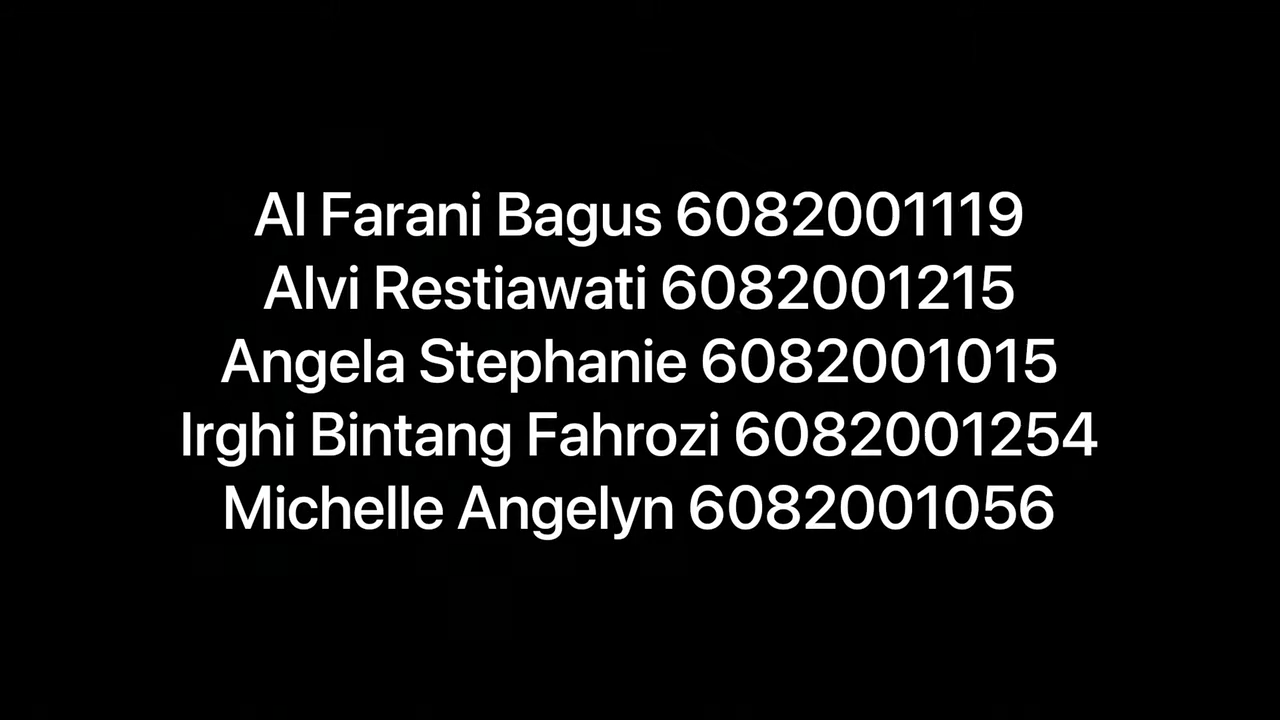 Al Farani Bagus 6082001119
Alvi Restiawati 6082001215
Angela Stephanie 6082001015
Irghi Bintang Fahrozi 6082001254
Michelle Angelyn 6082001056